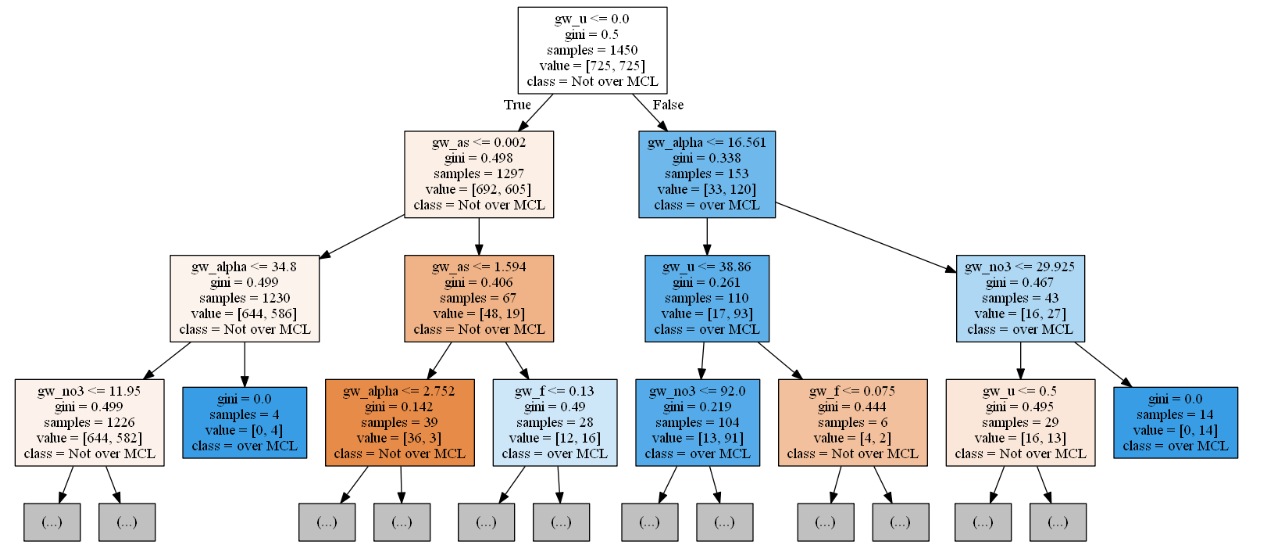 gw_u <= 0.0
gini = 0.5
samples = 1450
value = [725, 725]
class = Not over MCL
True
False
gw_as <= 0.002
gini = 0.498
samples = 1297
value = [692, 605]
class = Not over MCL
gw_alpha <= 16.561
gini = 0.338
samples = 153
value = [33, 120]
class = over MCL
gw_alpha <= 34.8
gini = 0.499
samples = 1230
value = [644, 586]
class = Not over MCL
gw_as <= 1.594
gini = 0.406
samples = 67
value = [48, 19]
class = Not over MCL
gw_u <= 38.86
gini = 0.261
samples = 110
value = [17, 93]
class = over MCL
gw_no3 <= 29.925
gini = 0.467
samples = 43
value = [16, 27]
class = over MCL
gw_no3 <= 11.95
gini = 0.499
samples = 1226
value = [644, 582]
class = Not over MCL
gini = 0.0
samples = 4
value = [0, 4]
class = over MCL
gw_alpha <= 2.752
gini = 0.142
samples = 39
value = [36, 3]
class = Not over MCL
gw_f <= 0.13
gini = 0.49
samples = 28
value = [12, 16]
class = over MCL
gw_no3 <= 92.0
gini = 0.219
samples = 104
value = [13, 91]
class = over MCL
gw_f <= 0.075
gini = 0.444
samples = 6
value = [4, 2]
class = Not over MCL
gw_u <= 0.5
gini = 0.495
samples = 29
value = [16, 13]
class = Not over MCL
gini = 0.0
samples = 14
value = [0, 14]
class = over MCL
(...)
(...)
(...)
(...)
(...)
(...)
(...)
(...)
(...)
(...)
(...)
(...)